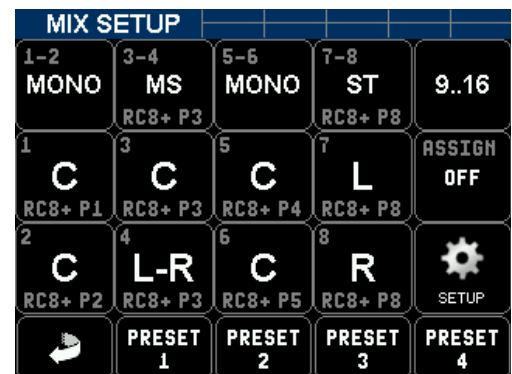 MIX SETUP
1-2 3-4 5-6 7-8
MONO MS MONO ST 9..16
RC8+ P3 RC8+ P8
1 3 5 7 ASSIGN
C C C L OFF
RC8+ P1 RC8+ P3 RC8+ P4 RC8+ P8
2 4 6 8
C L-R C R
RC8+ P2 RC8+ P3 RC8+ P5 RC8+ P8 SETUP
PRESET PRESET PRESET PRESET
1 2 3 4